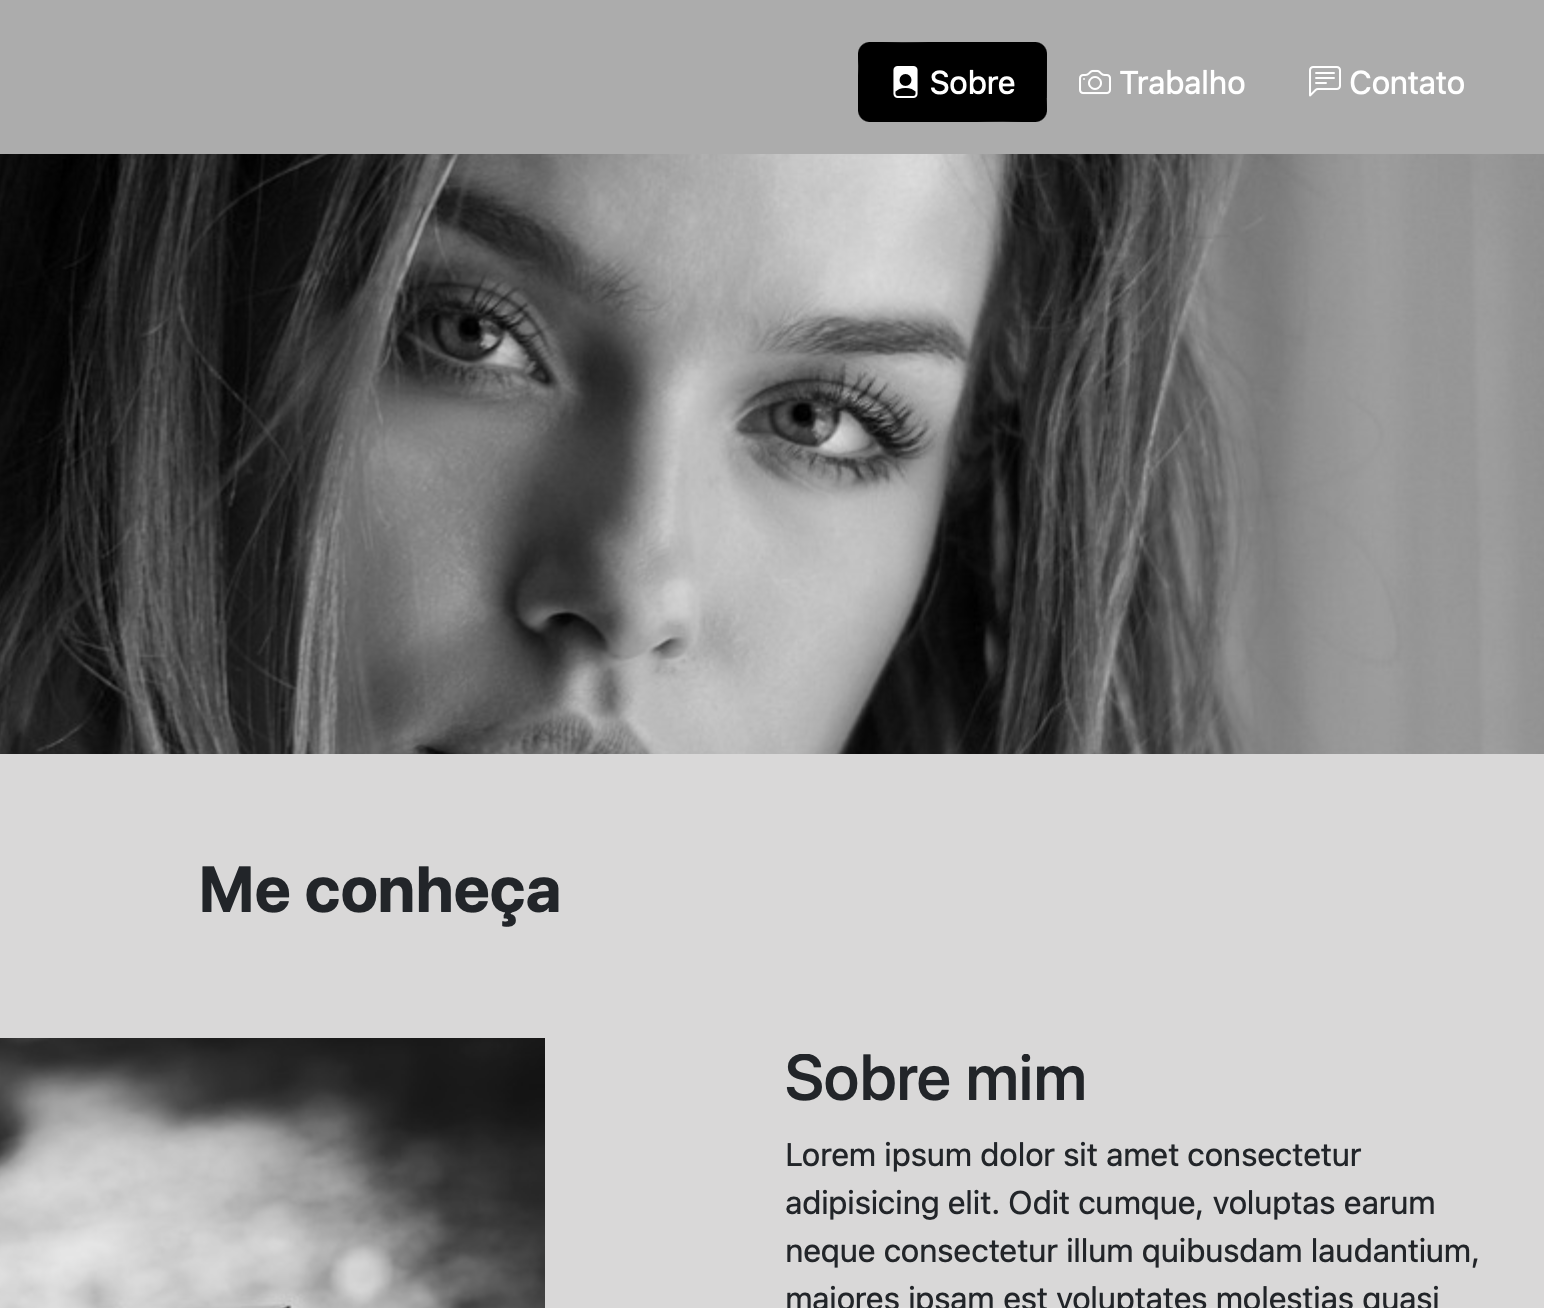 Sobre
Trabalho
Contato
Me conheça
Sobre mim
Lorem ipsum dolor sit amet consectetur
adipisicing elit. Odit cumque, voluptas earum
neque consectetur illum quibusdam laudantium,
maiores ipsam est voluptates molestias quasi